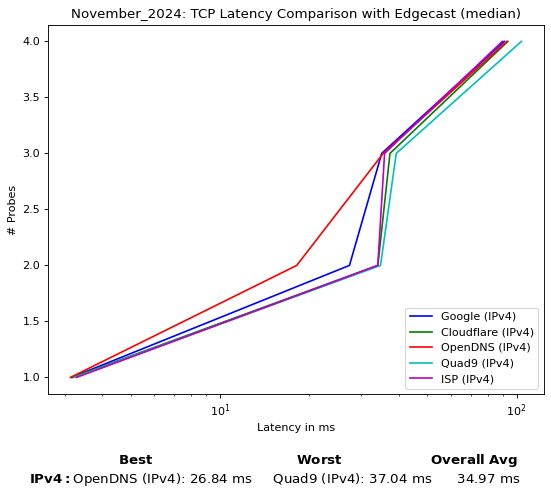 November_2024: TCP Latency Comparison with Edgecast (median)
4.0
3.5
3.0
2.5
2.0
1.5
1.0
# Probes
Google (IPv4)
Cloudflare (IPv4)
OpenDNS (IPv4)
Quad9 (IPv4)
ISP (IPv4)
10¹ 10²
Latency in ms
Best Worst Overall Avg
IPv4: OpenDNS (IPv4): 26.84 ms Quad9 (IPv4): 37.04 ms 34.97 ms